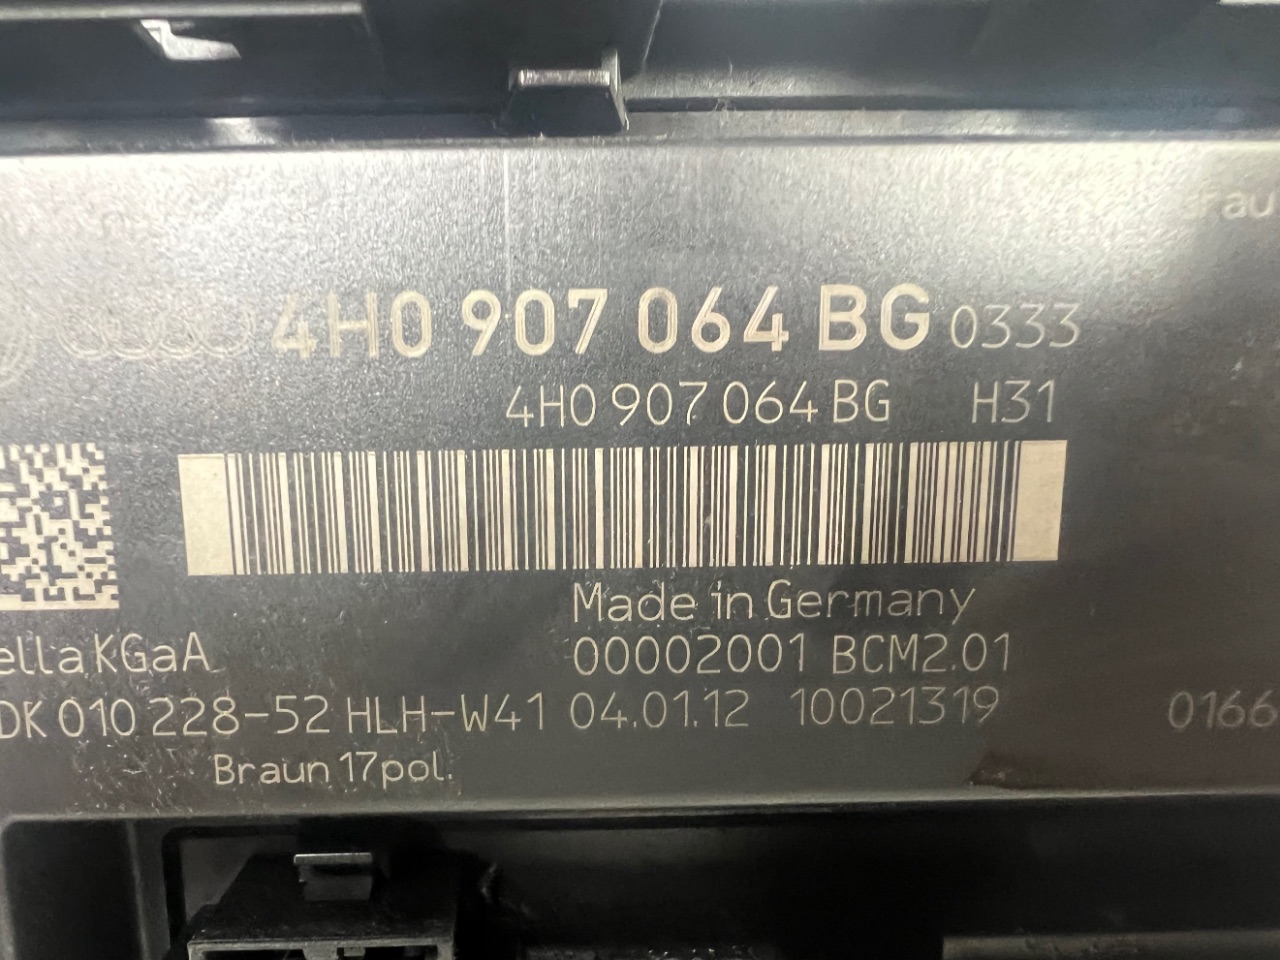 4H0 907 064 BG 0333
4H0 907 064 BG H31
Made in Germany
ella KGaA 00002001 BCM2.01
DK 010 228-52 HLH-W41 04.01.12 10021319 0166
Braun 17pol.